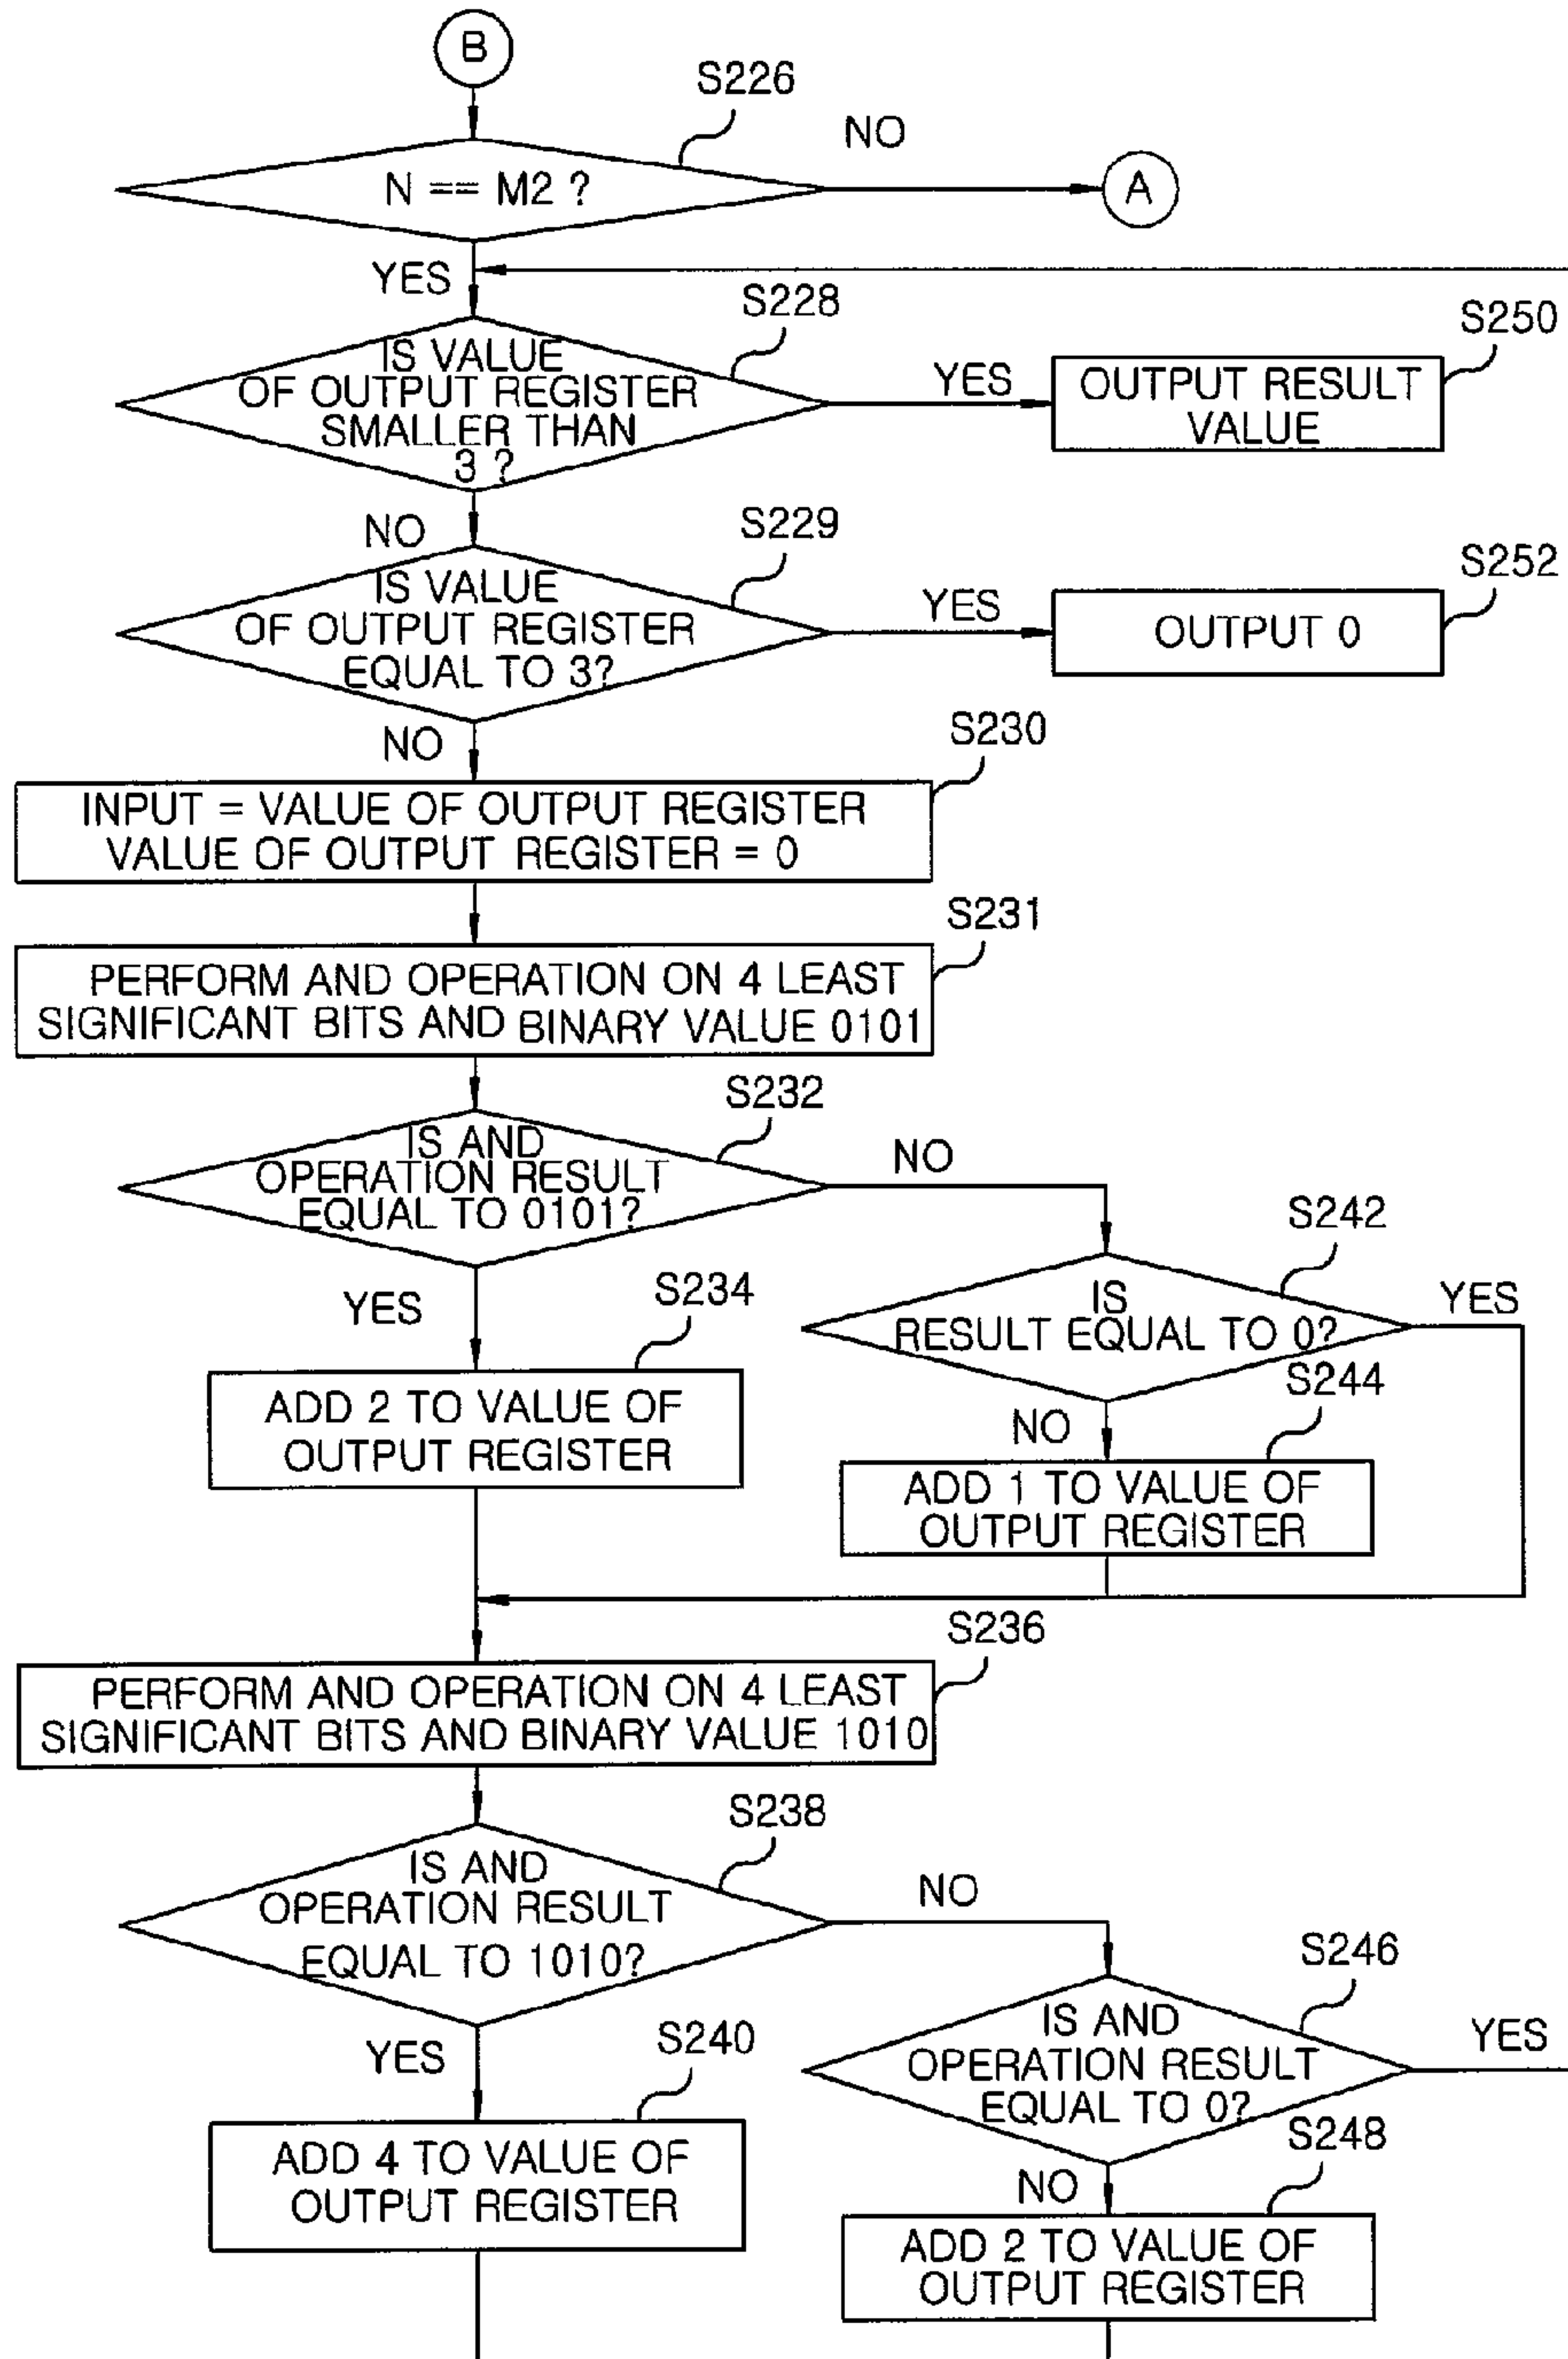 B
S226
NO
N == M2 ?
A
YES
S228
IS VALUE
OF OUTPUT REGISTER
SMALLER THAN
3 ?
YES
S250
OUTPUT RESULT
VALUE
NO
S229
IS VALUE
OF OUTPUT REGISTER
EQUAL TO 3?
YES
S252
OUTPUT 0
NO
S230
INPUT = VALUE OF OUTPUT REGISTER
VALUE OF OUTPUT REGISTER = 0
S231
PERFORM AND OPERATION ON 4 LEAST
SIGNIFICANT BITS AND BINARY VALUE 0101
S232
IS AND
OPERATION RESULT
EQUAL TO 0101?
NO
S242
IS
RESULT EQUAL TO 0?
YES
YES
S234
ADD 2 TO VALUE OF
OUTPUT REGISTER
NO
S244
ADD 1 TO VALUE OF
OUTPUT REGISTER
S236
PERFORM AND OPERATION ON 4 LEAST
SIGNIFICANT BITS AND BINARY VALUE 1010
S238
IS AND
OPERATION RESULT
EQUAL TO 1010?
NO
S246
IS AND
OPERATION RESULT
EQUAL TO 0?
YES
YES
S240
ADD 4 TO VALUE OF
OUTPUT REGISTER
NO
S248
ADD 2 TO VALUE OF
OUTPUT REGISTER